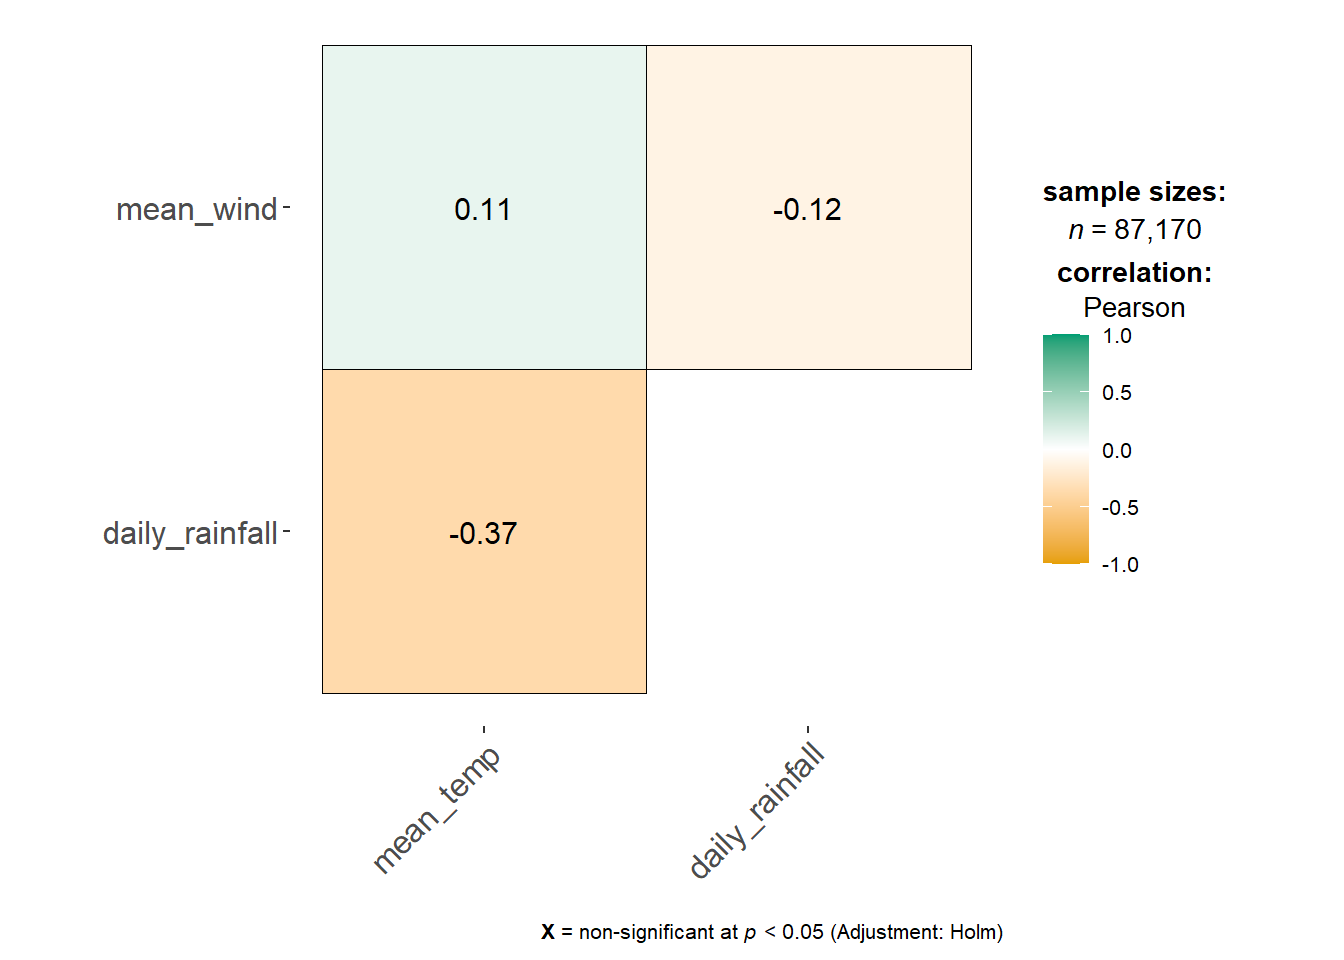 mean_wind
0.11
-0.12
daily_rainfall
-0.37
mean_temp
daily_rainfall
sample sizes:
n = 87,170
correlation:
Pearson
1.0
0.5
0.0
-0.5
-1.0
X = non-significant at p < 0.05 (Adjustment: Holm)